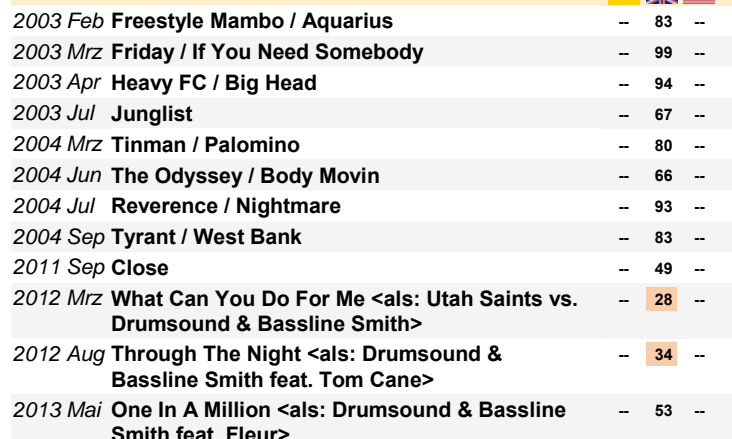 2003 Feb Freestyle Mambo / Aquarius -- 83 --
2003 Mrz Friday / If You Need Somebody -- 99 --
2003 Apr Heavy FC / Big Head -- 94 --
2003 Jul Junglist -- 67 --
2004 Mrz Tinman / Palomino -- 80 --
2004 Jun The Odyssey / Body Movin -- 66 --
2004 Jul Reverence / Nightmare -- 93 --
2004 Sep Tyrant / West Bank -- 83 --
2011 Sep Close -- 49 --
2012 Mrz What Can You Do For Me <als: Utah Saints vs. -- 28 --
Drumsound & Bassline Smith>
2012 Aug Through The Night <als: Drumsound & -- 34 --
Bassline Smith feat. Tom Cane>
2013 Mai One In A Million <als: Drumsound & Bassline -- 53 --
Smith feat. Fleur>